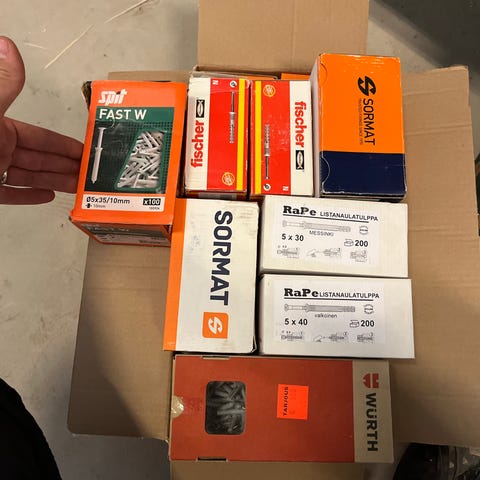 Spit
FAST W
Ø5x35/10mm
10mm
x100
fischer
fischer
SORMAT
SORMAT
RaPe LISTANAULATULPPA
MESSINKI
5 x 30
200
RaPe LISTANAULATULPPA
valkoinen
5 x 40
200
TARJOUS
WÜRTH